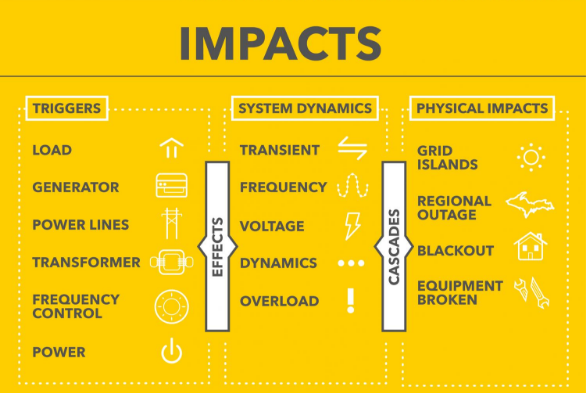 IMPACTS
TRIGGERS
LOAD
GENERATOR
POWER LINES
TRANSFORMER
FREQUENCY
CONTROL
POWER
EFFECTS
SYSTEM DYNAMICS
TRANSIENT
FREQUENCY
VOLTAGE
DYNAMICS
OVERLOAD
CASCADES
PHYSICAL IMPACTS
GRID
ISLANDS
REGIONAL
OUTAGE
BLACKOUT
EQUIPMENT
BROKEN